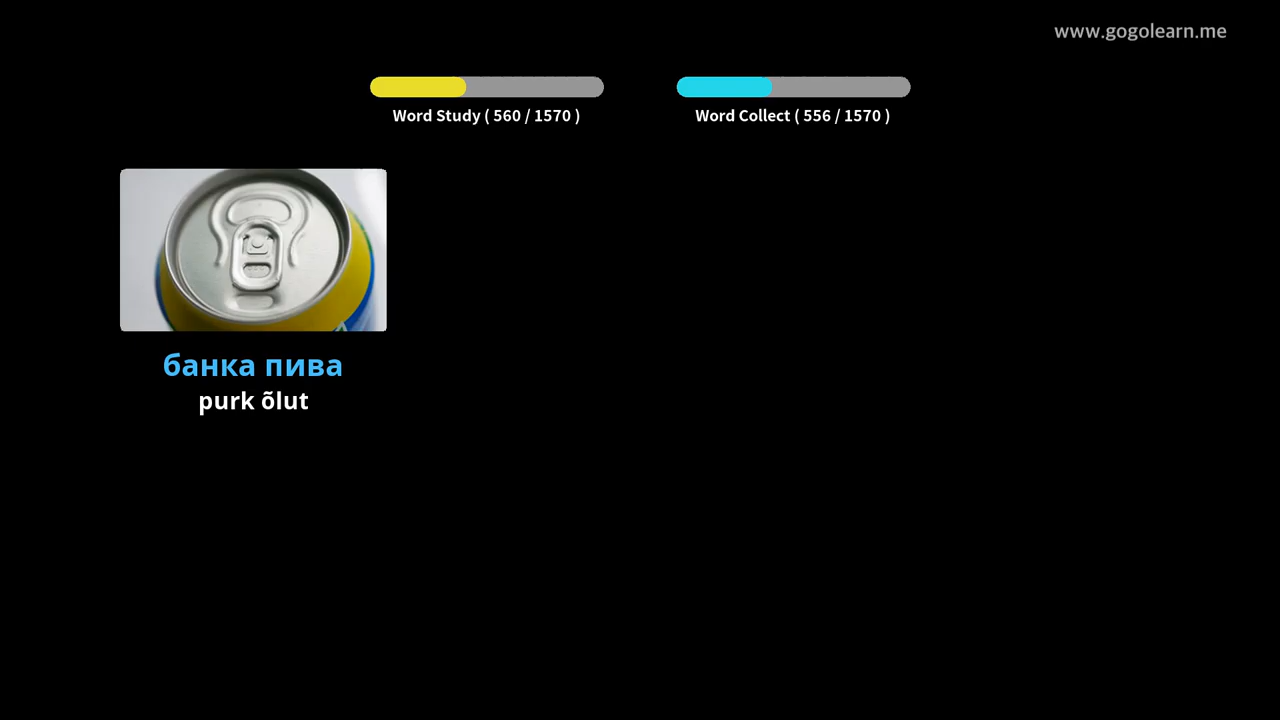 www.gogolearn.me
Word Study ( 560 / 1570 )
Word Collect ( 556 / 1570 )
банка пива
purk õlut